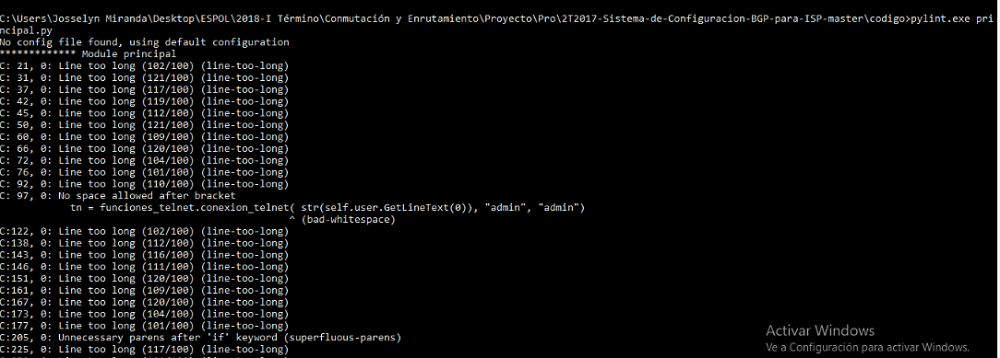 C:\Users\Josselyn Miranda\Desktop\ESPOL\2018-I Término\Conmutación y Enrutamiento\Proyecto\Pro\2T2017-Sistema-de-Configuracion-BGP-para-ISP-master\codigo>pylint.exe pri
ncipal.py
No config file found, using default configuration
************* Module principal
C: 21, 0: Line too long (102/100) (line-too-long)
C: 31, 0: Line too long (121/100) (line-too-long)
C: 37, 0: Line too long (117/100) (line-too-long)
C: 42, 0: Line too long (119/100) (line-too-long)
C: 45, 0: Line too long (112/100) (line-too-long)
C: 50, 0: Line too long (121/100) (line-too-long)
C: 60, 0: Line too long (109/100) (line-too-long)
C: 66, 0: Line too long (120/100) (line-too-long)
C: 72, 0: Line too long (104/100) (line-too-long)
C: 76, 0: Line too long (101/100) (line-too-long)
C: 92, 0: Line too long (110/100) (line-too-long)
C: 97, 0: No space allowed after bracket
tn = funciones_telnet.conexion_telnet( str(self.user.GetLineText(0)), "admin", "admin")
^ (bad-whitespace)
C:122, 0: Line too long (102/100) (line-too-long)
C:138, 0: Line too long (112/100) (line-too-long)
C:143, 0: Line too long (116/100) (line-too-long)
C:146, 0: Line too long (111/100) (line-too-long)
C:151, 0: Line too long (120/100) (line-too-long)
C:161, 0: Line too long (109/100) (line-too-long)
C:167, 0: Line too long (120/100) (line-too-long)
C:173, 0: Line too long (104/100) (line-too-long)
C:177, 0: Line too long (101/100) (line-too-long)
C:205, 0: Unnecessary parens after 'if' keyword (superfluous-parens)
C:225, 0: Line too long (117/100) (line-too-long)
Activar Windows
Ve a Configuración para activar Windows.